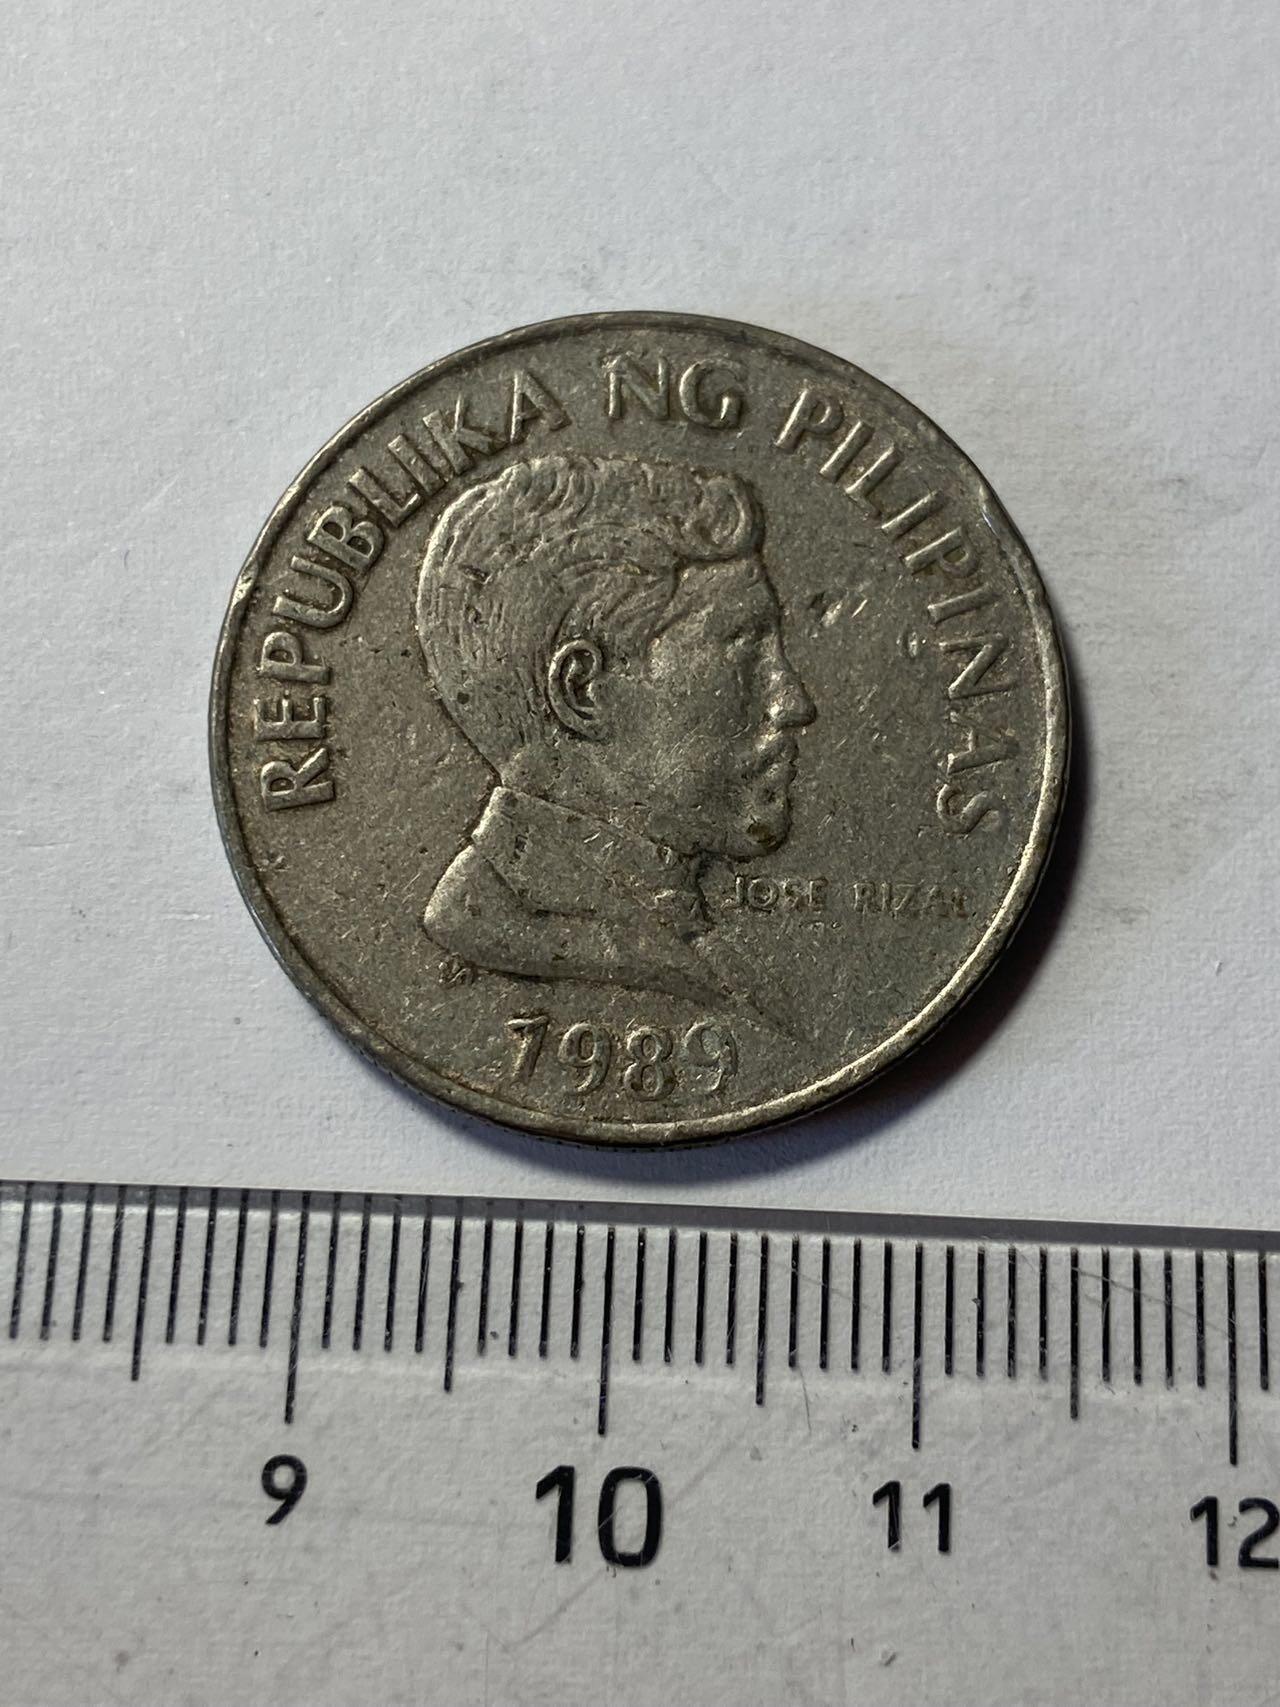 REPUBLIKA NG PILIPINAS
JOSE RIZAL
1989
9 10 11 12